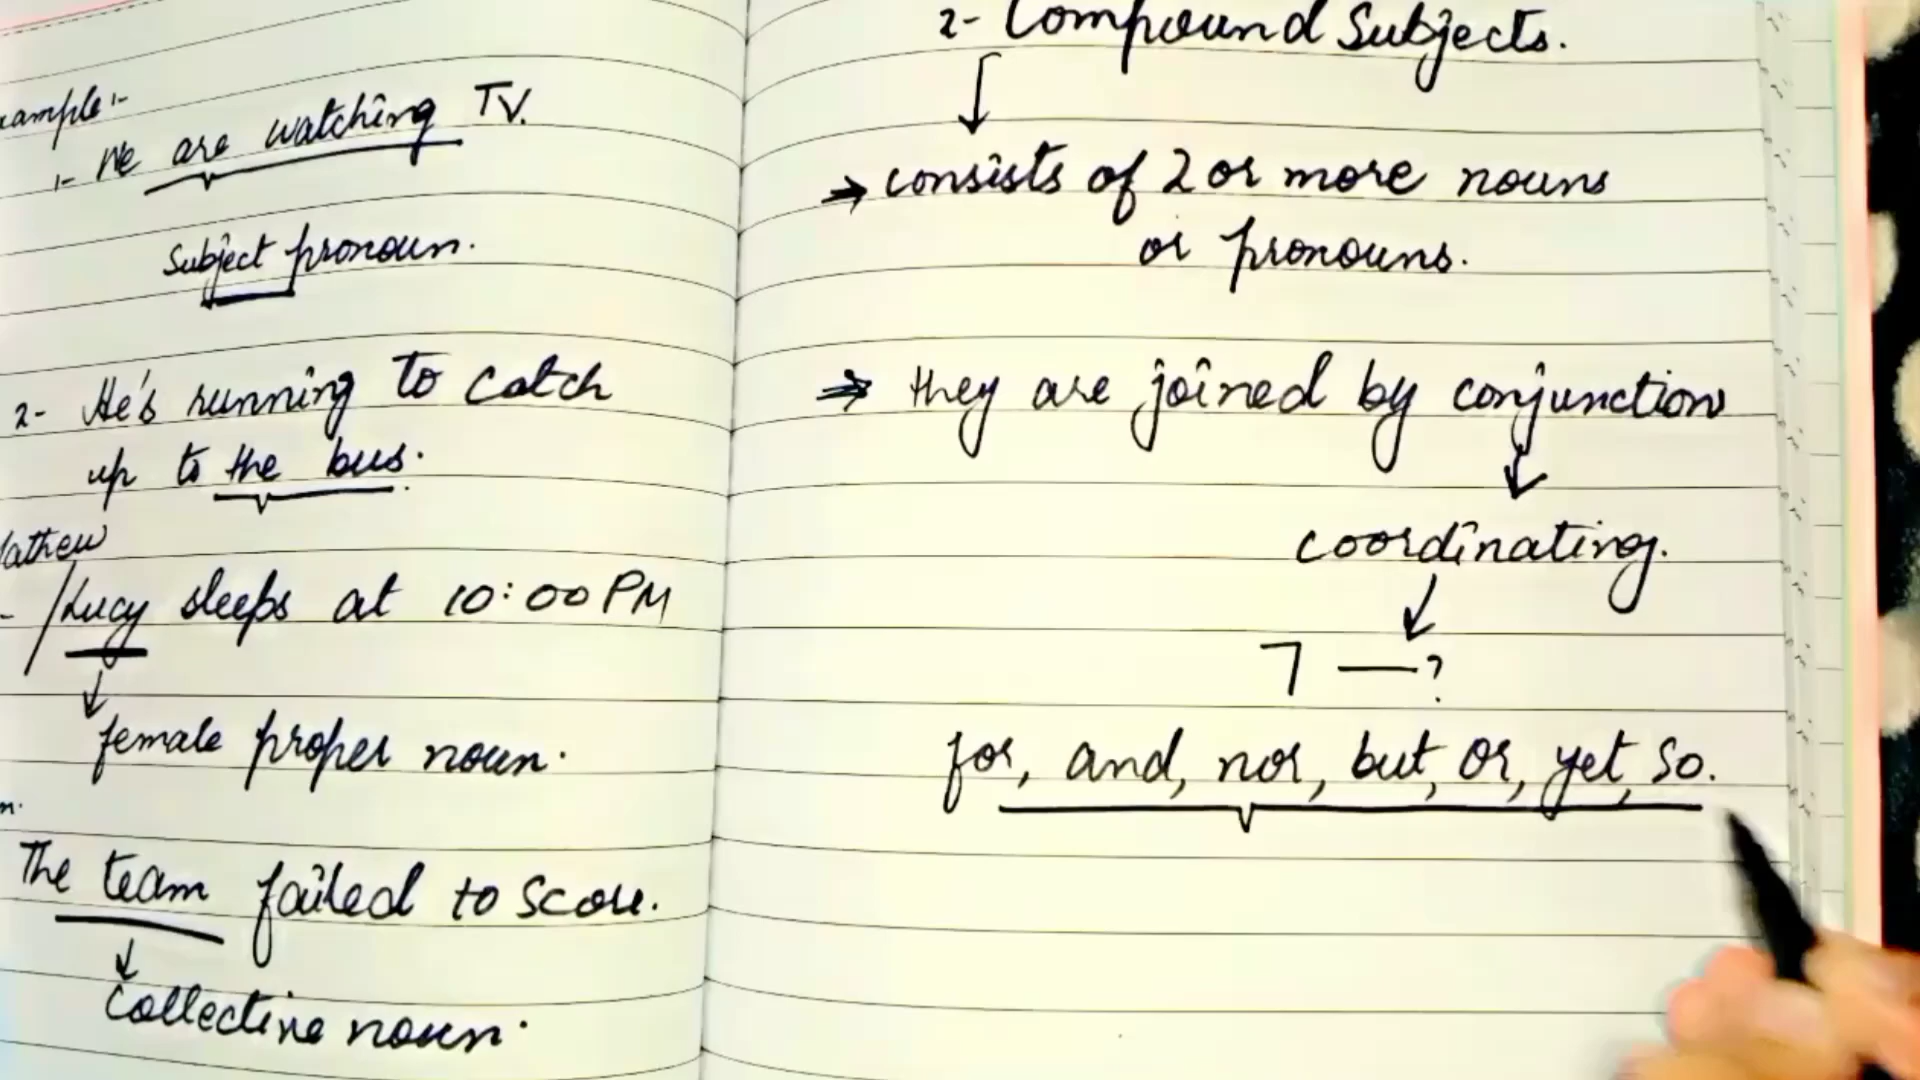 xample:-
1- We are watching TV.
Subject pronoun.
2- He's running to catch
up to the bus.
Mathew
- /Lucy sleeps at 10:00 PM
female proper noun.
n.
The team failed to score.
Collective noun.
2- Compound Subjects.
→ consists of 2 or more nouns
or pronouns.
⇒ they are joined by conjunction
coordinating.
7 —?
for, and, nor, but, or, yet, so.